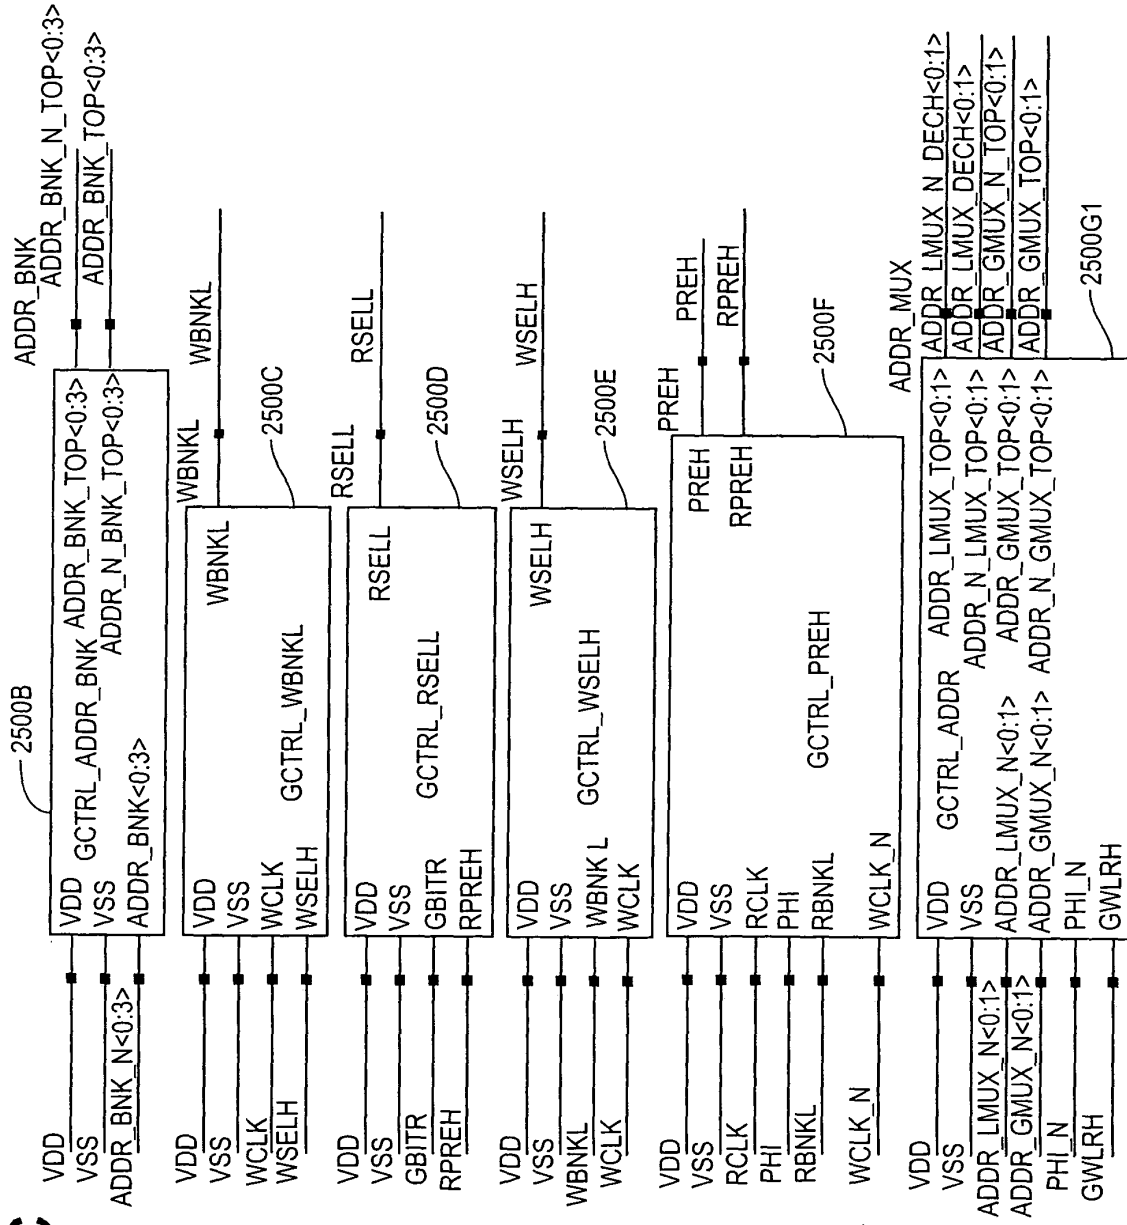 2500B
ADDR_BNK
VDD
VSS
ADDR_BNK_N<0:3>
VDD
GCTRL_ADDR_BNK
VSS
ADDR_BNK<0:3>
ADDR_BNK_TOP<0:3>
ADDR_N_BNK_TOP<0:3>
ADDR_BNK_N_TOP<0:3>
ADDR_BNK_TOP<0:3>
VDD
VSS
WCLK
WSELH
VDD
VSS
WCLK
WSELH
GCTRL_WBNKL
WBNKL
WBNKL
WBNKL
2500C
VDD
VSS
GBITR
RPREH
VDD
VSS
GBITR
RPREH
GCTRL_RSELL
RSELL
RSELL
RSELL
2500D
VDD
VSS
WBNKL
WCLK
VDD
VSS
WBNK L
WCLK
GCTRL_WSELH
WSELH
WSELH
WSELH
2500E
VDD
VSS
RCLK
PHI
RBNKL
WCLK_N
VDD
VSS
RCLK
PHI
RBNKL
WCLK_N
GCTRL_PREH
PREH
RPREH
PREH
PREH
RPREH
2500F
VDD
VSS
ADDR_LMUX_N<0:1>
ADDR_GMUX_N<0:1>
PHI_N
GWLRH
VDD
GCTRL_ADDR
VSS
ADDR_LMUX_N<0:1>
ADDR_GMUX_N<0:1>
PHI_N
GWLRH
ADDR_LMUX_TOP<0:1>
ADDR_N_LMUX_TOP<0:1>
ADDR_GMUX_TOP<0:1>
ADDR_N_GMUX_TOP<0:1>
ADDR_MUX
ADDR_LMUX_N_DECH<0:1>
ADDR_LMUX_DECH<0:1>
ADDR_GMUX_N_TOP<0:1>
ADDR_GMUX_TOP<0:1>
2500G1